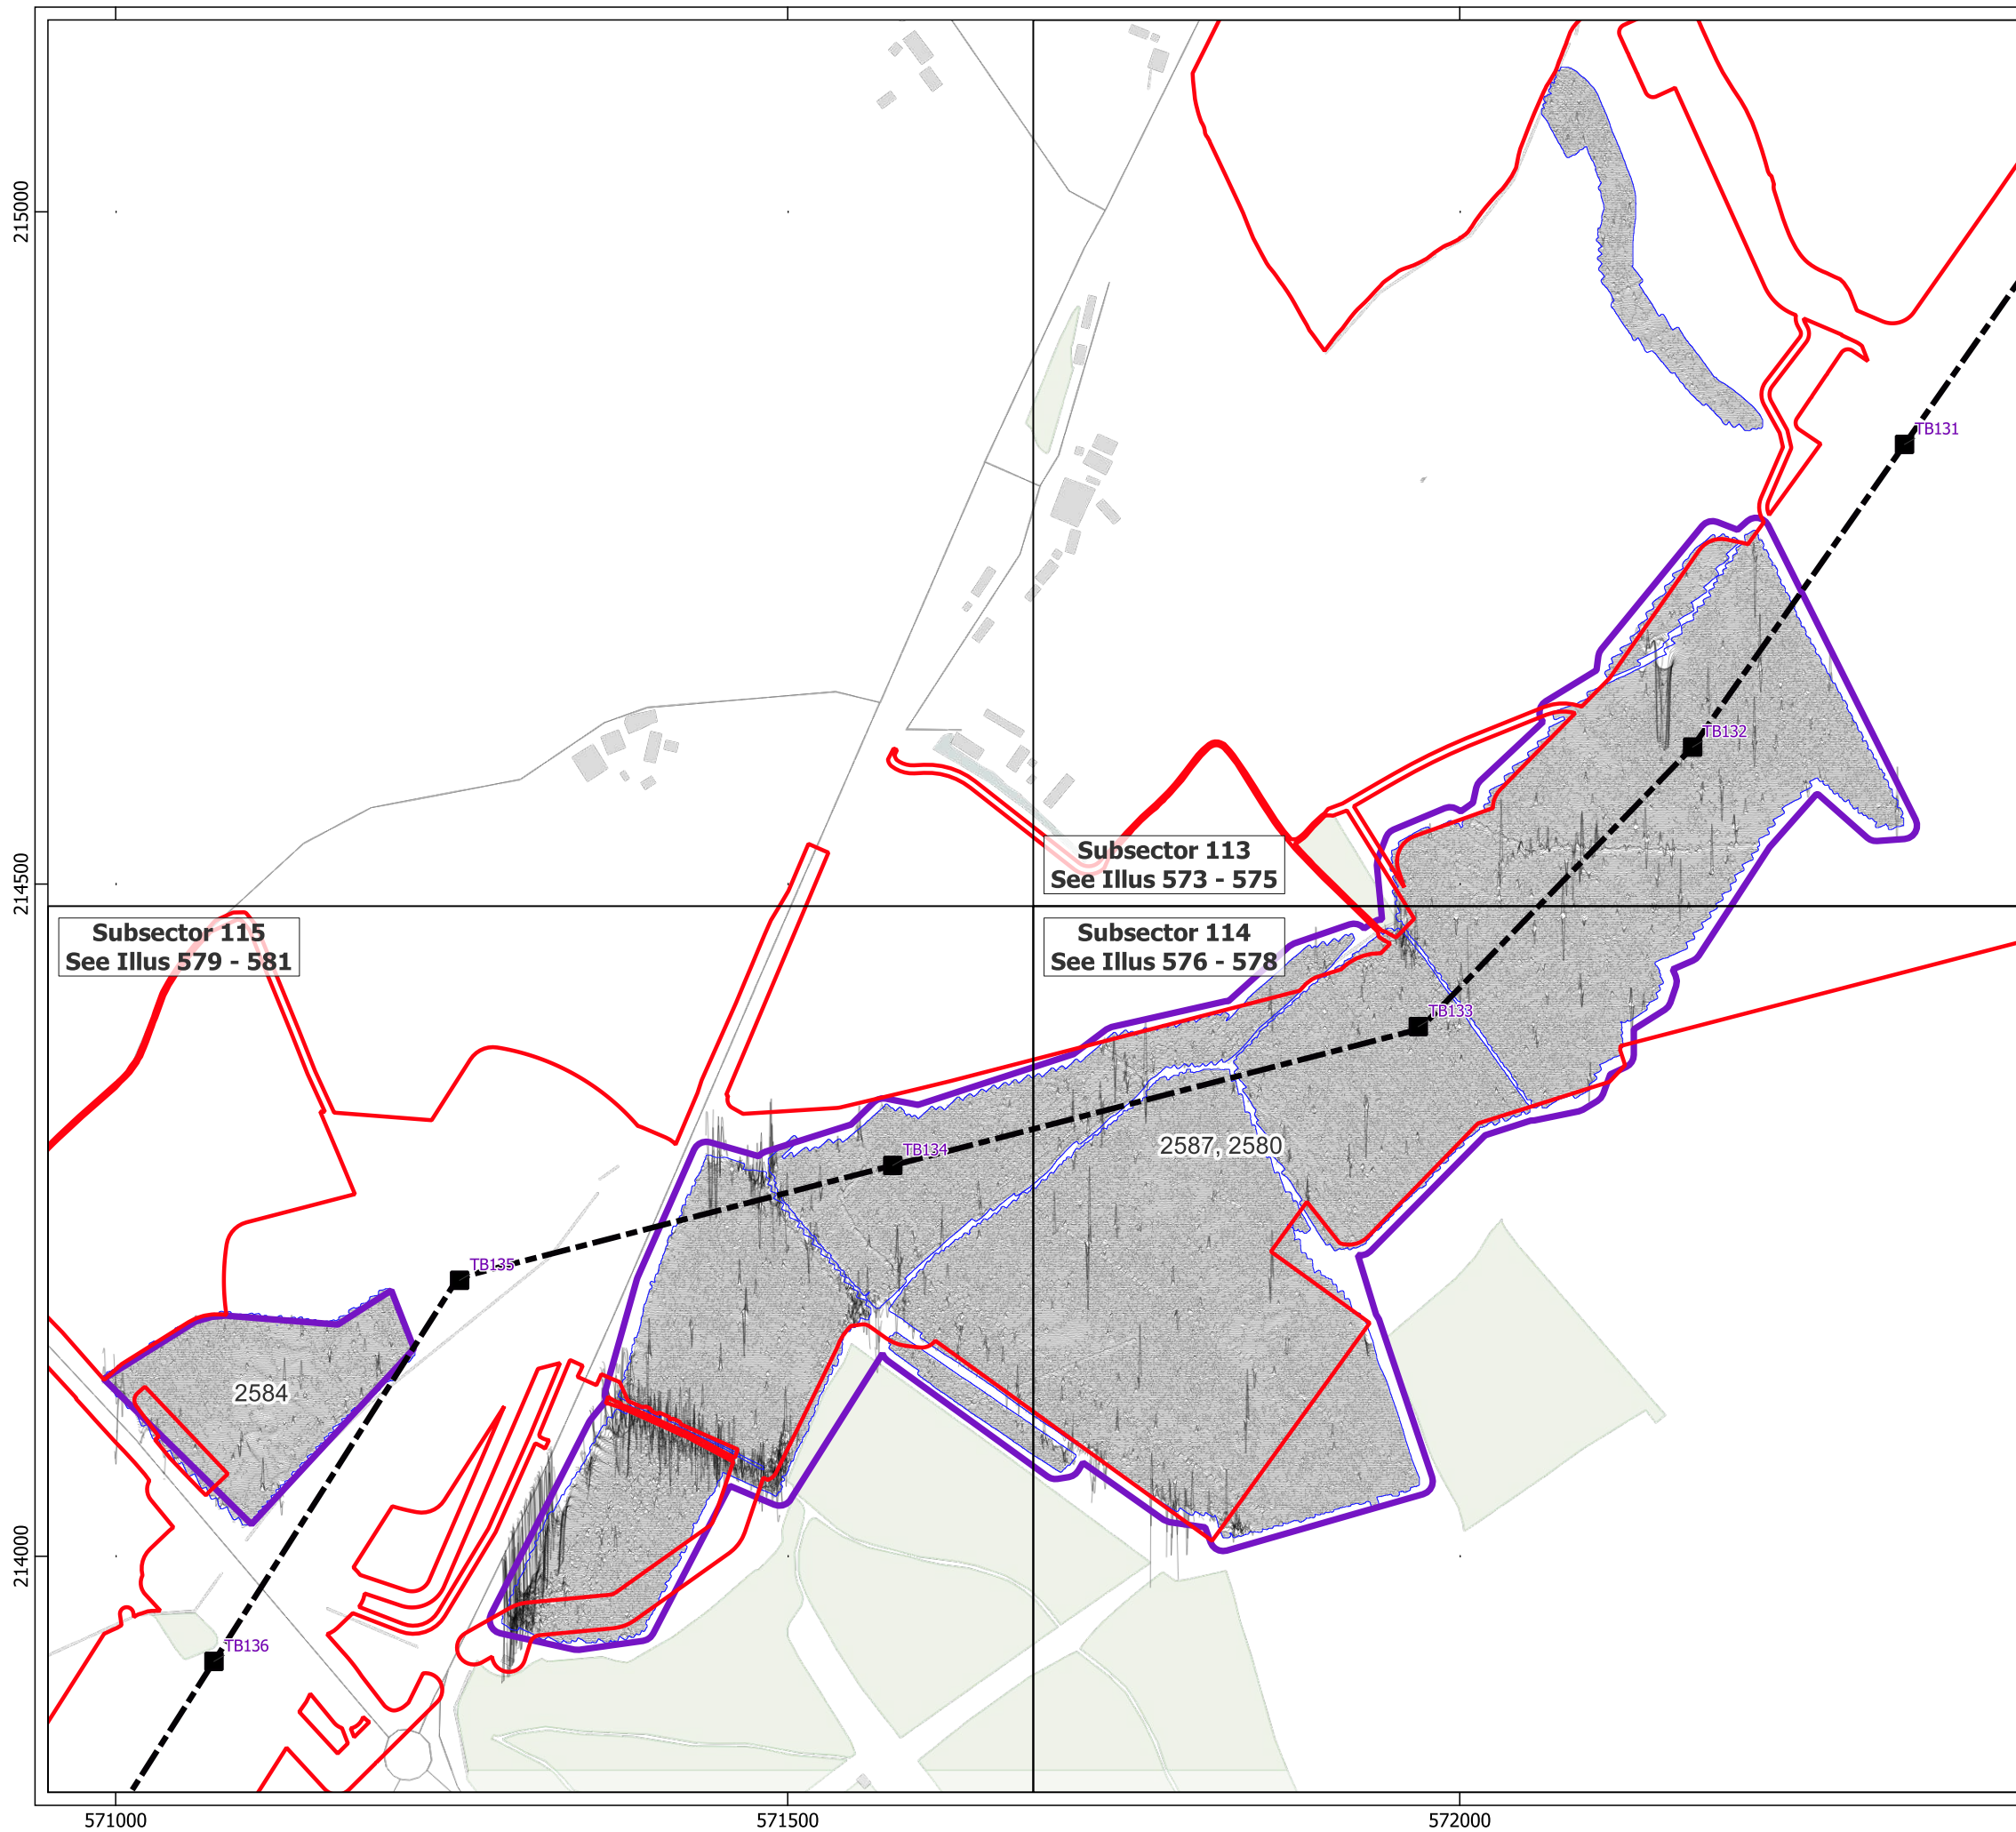 215000
TB131
TB132
Subsector 113
See Illus 573 - 575
214500
Subsector 115
See Illus 579 - 581
Subsector 114
See Illus 576 - 578
TB133
2587, 2580
TB134
TB135
2584
214000
TB136
571000
571500
572000